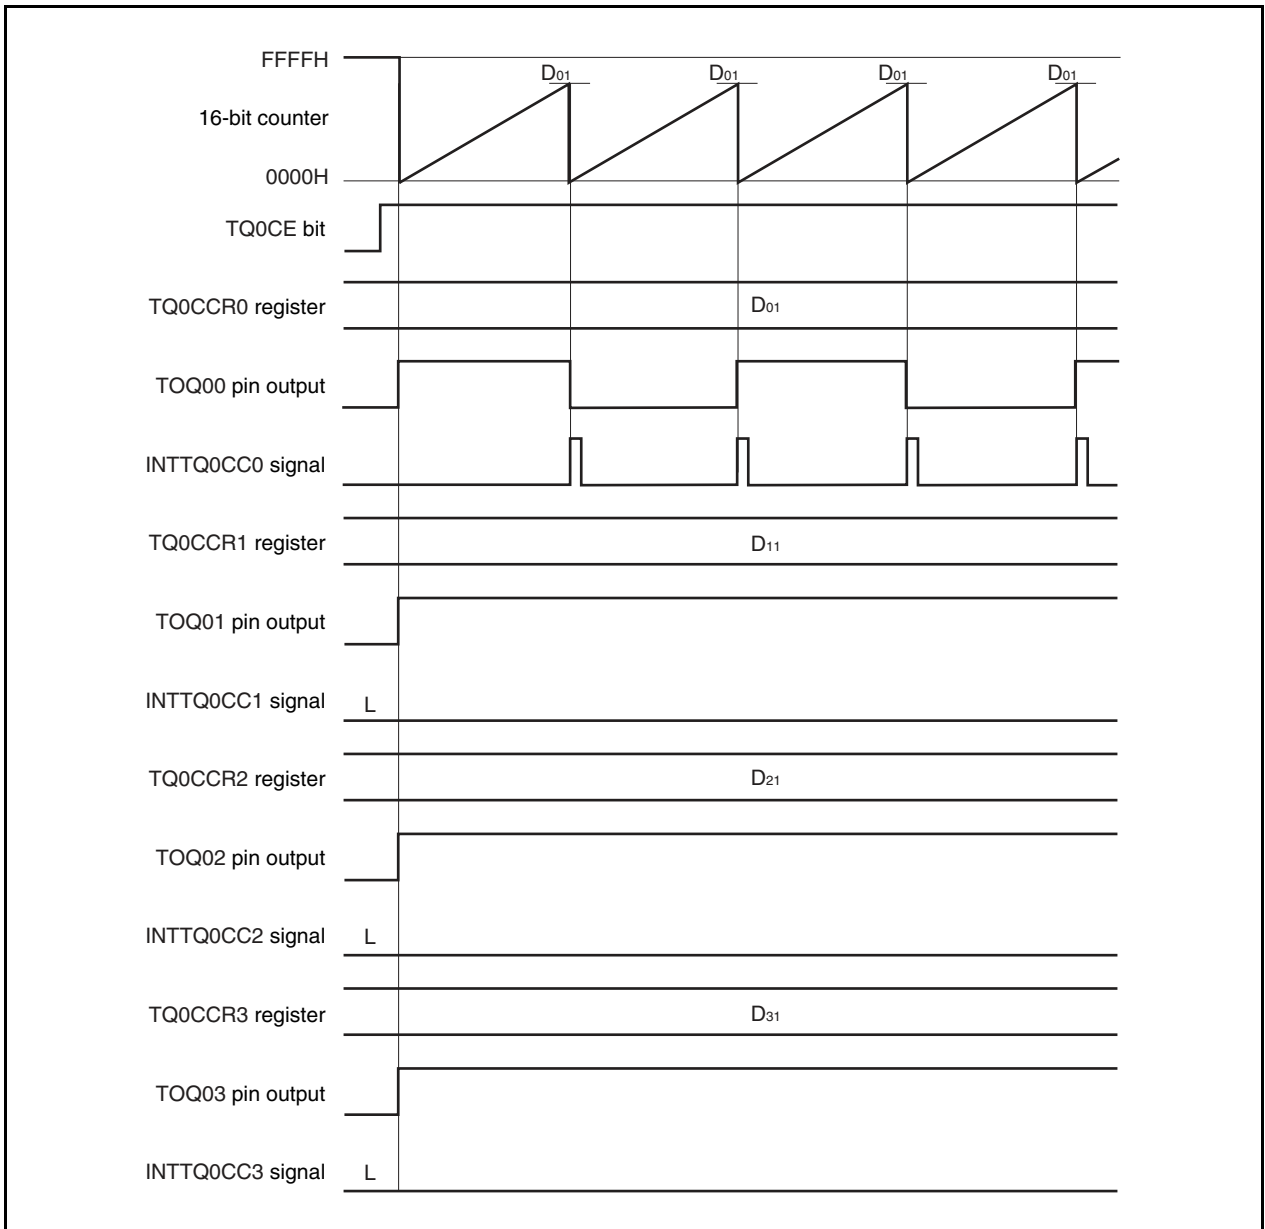 FFFFH
D01 D01 D01 D01
16-bit counter
0000H
TQ0CE bit
TQ0CCR0 register D01
TOQ00 pin output
INTTQ0CC0 signal
TQ0CCR1 register D11
TOQ01 pin output
INTTQ0CC1 signal L
TQ0CCR2 register D21
TOQ02 pin output
INTTQ0CC2 signal L
TQ0CCR3 register D31
TOQ03 pin output
INTTQ0CC3 signal L